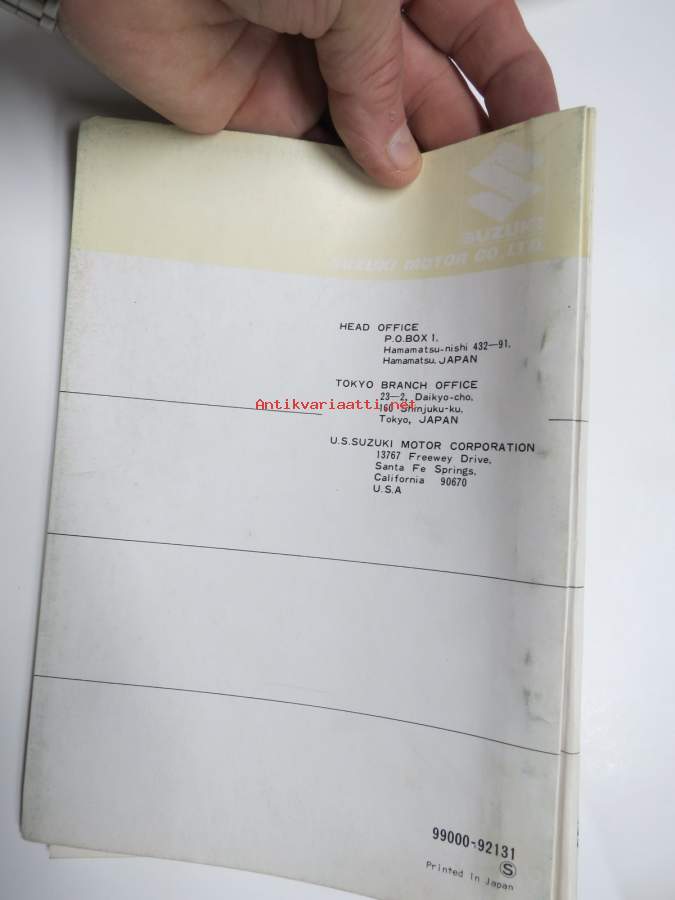 SUZUKI
SUZUKI MOTOR CO.,LTD.
HEAD OFFICE
P.O.BOX 1,
Hamamatsu-nishi 432—91,
Hamamatsu, JAPAN
TOKYO BRANCH OFFICE
23—2, Daikyo-cho,
Antikvariaatti.net
160 Shinjuku-ku,
Tokyo, JAPAN
U.S.SUZUKI MOTOR CORPORATION
13767 Freewey Drive,
Santa Fe Springs,
California 90670
U.S.A
99000-92131
S
Printed in Japan